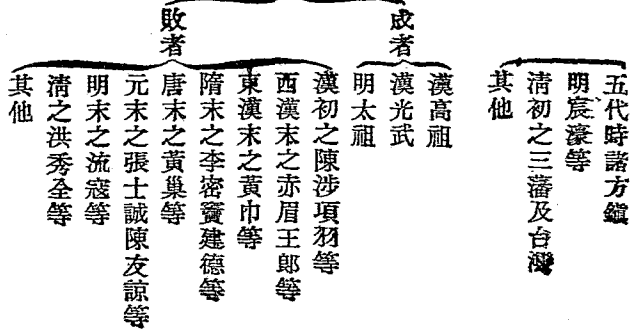 五代時諸方鎭
明宸濠等
淸初之三藩及台灣
其他
成者
漢高祖
漢光武
明太祖
敗者
漢初之陳涉項羽等
西漢末之赤眉王郎等
東漢末之黃巾等
隋末之李密竇建德等
唐末之黃巢等
元末之張士誠陳友諒等
明末之流寇等
淸之洪秀全等
其他